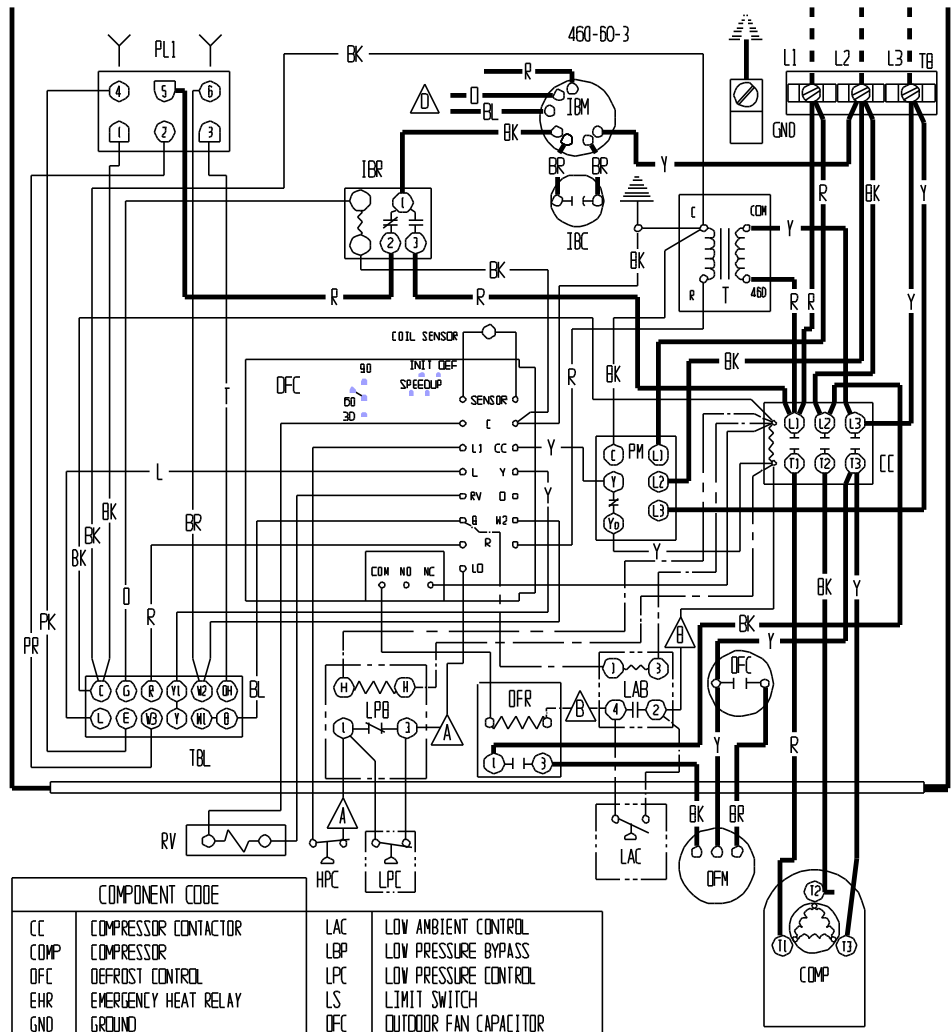 460-60-3
PL1
BK
L1 L2 L3 TB
R
4 5 6
D O
BL
IBM
1 2 3
BK
GND
IBR
BR BR Y
1
R BK Y
IBC
C COM
2 3
Y
BK
BK
R T 460
R R
R R
Y
COIL SENSOR
BK
90 INIT DEF
DFC SPEEDUP
R BK
60
T 30
SENSOR
C
L1 L2 L3
L1 CC Y
C PM L1
L
L Y
Y L2
T1 T2 T3 CC
BK
RV O Y
L3
BK BR
B W2
YO
BK
R
Y
COM NO NC LO
O R
BK Y
PK
BK
PR
B Y
1 3 OFC
C G R Y1 W2 OH BL
H H
OFR LAB
LPB B 4 2
L E W3 Y W1 B
1 3 A
Y R
TBL
1 3
A
BK BR
RV
HPC LPC LAC
OFM
COMPONENT CODE
T2
CC COMPRESSOR CONTACTOR LAC LOW AMBIENT CONTROL
COMP COMPRESSOR LBP LOW PRESSURE BYPASS
T1 T3
DFC DEFROST CONTROL LPC LOW PRESSURE CONTROL
COMP
EHR EMERGENCY HEAT RELAY LS LIMIT SWITCH
GND GROUND OFC OUTDOOR FAN CAPACITOR